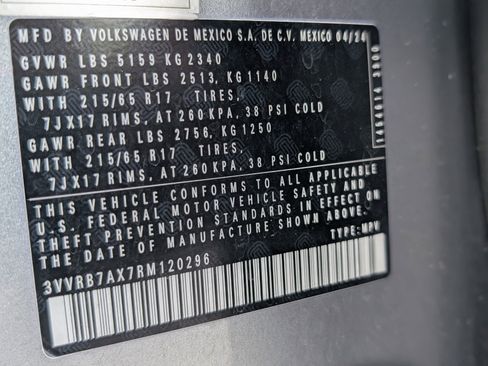 MFD BY VOLKSWAGEN DE MEXICO S.A. DE C.V. MEXICO 04/24
GVWR LBS 5159 KG 2340
GAWR FRONT LBS 2513, KG 1140
WITH 215/65 R17 TIRES,
7JX17 RIMS, AT 260 KPA, 38 PSI COLD
GAWR REAR LBS 2756, KG 1250
WITH 215/65 R17 TIRES,
7JX17 RIMS, AT 260 KPA, 38 PSI COLD
THIS VEHICLE CONFORMS TO ALL APPLICABLE
U.S. FEDERAL MOTOR VEHICLE SAFETY AND
THEFT PREVENTION STANDARDS IN EFFECT ON
THE DATE OF MANUFACTURE SHOWN ABOVE.
TYPE: MPV
3VVRB7AX7RM120296